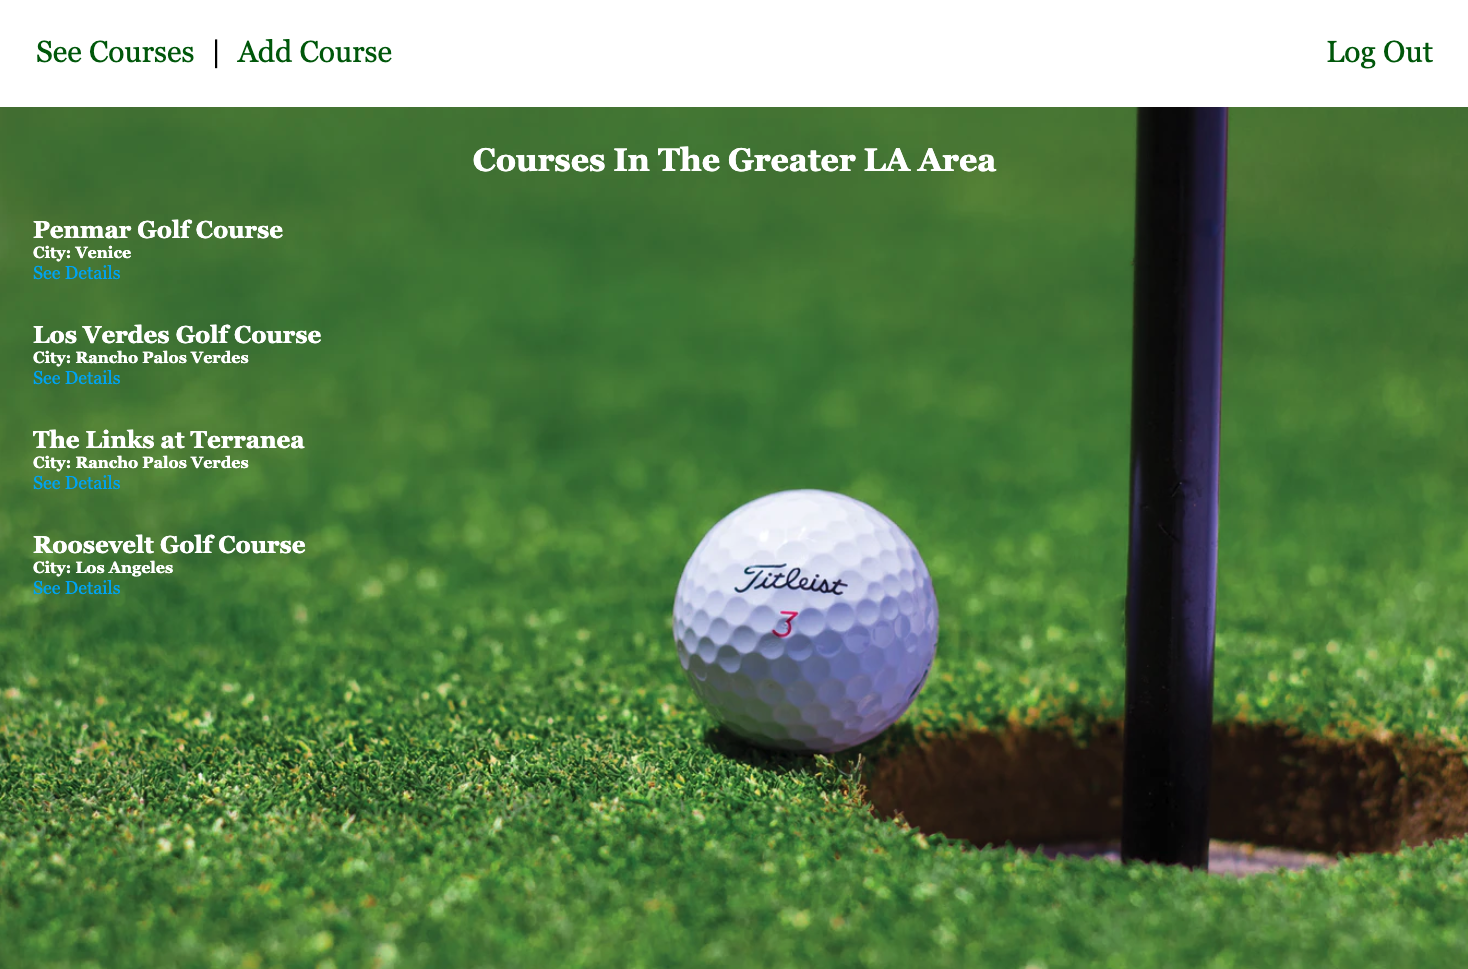 See Courses | Add Course
Log Out
Courses In The Greater LA Area
Penmar Golf Course
City: Venice
See Details
Los Verdes Golf Course
City: Rancho Palos Verdes
See Details
The Links at Terranea
City: Rancho Palos Verdes
See Details
Roosevelt Golf Course
City: Los Angeles
See Details
Titleist
3